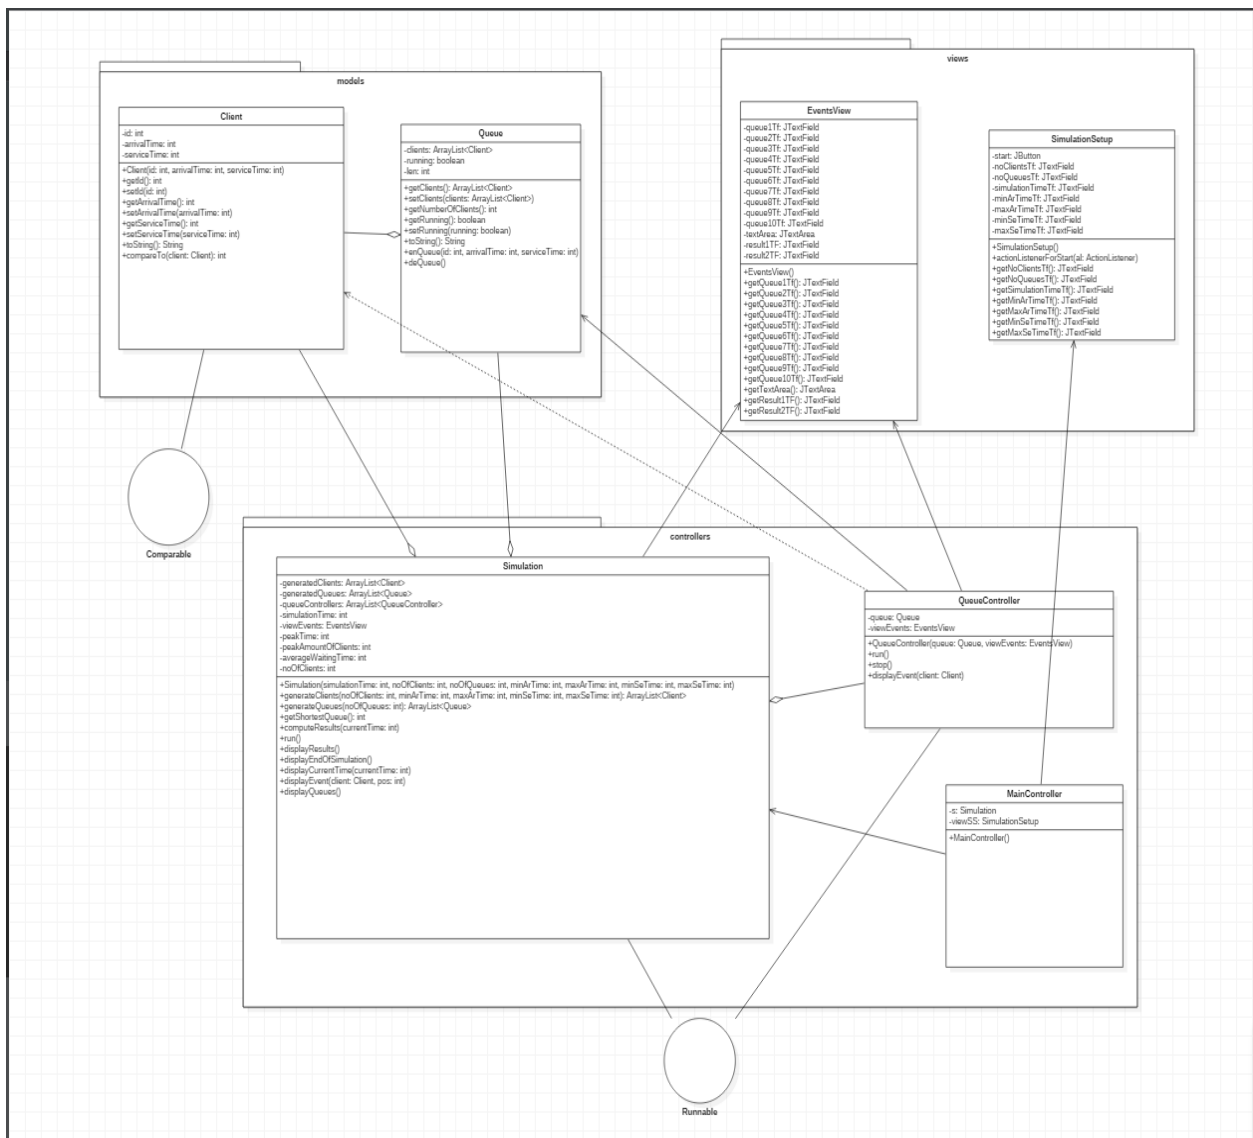 models
Client
-id: int
-arrivalTime: int
-serviceTime: int
+Client(id: int, arrivalTime: int, serviceTime: int)
+getId(): int
+setId(id: int)
+getArrivalTime(): int
+setArrivalTime(arrivalTime: int)
+getServiceTime(): int
+setServiceTime(serviceTime: int)
+toString(): String
+compareTo(client: Client): int
Queue
-clients: ArrayList<Client>
-running: boolean
-len: int
+getClients(): ArrayList<Client>
+setClients(clients: ArrayList<Client>)
+getNumberOfClients(): int
+getRunning(): boolean
+setRunning(running: boolean)
+toString(): String
+enQueue(id: int, arrivalTime: int, serviceTime: int)
+deQueue()
views
EventsView
-queue1Tf: JTextField
-queue2Tf: JTextField
-queue3Tf: JTextField
-queue4Tf: JTextField
-queue5Tf: JTextField
-queue6Tf: JTextField
-queue7Tf: JTextField
-queue8Tf: JTextField
-queue9Tf: JTextField
-queue10Tf: JTextField
-textArea: JTextArea
-result1TF: JTextField
-result2TF: JTextField
+EventsView()
+getQueue1Tf(): JTextField
+getQueue2Tf(): JTextField
+getQueue3Tf(): JTextField
+getQueue4Tf(): JTextField
+getQueue5Tf(): JTextField
+getQueue6Tf(): JTextField
+getQueue7Tf(): JTextField
+getQueue8Tf(): JTextField
+getQueue9Tf(): JTextField
+getQueue10Tf(): JTextField
+getTextArea(): JTextArea
+getResult1TF(): JTextField
+getResult2TF(): JTextField
SimulationSetup
-start: JButton
-noClientsTf: JTextField
-noQueuesTf: JTextField
-simulationTimeTf: JTextField
-minArTimeTf: JTextField
-maxArTimeTf: JTextField
-minSeTimeTf: JTextField
-maxSeTimeTf: JTextField
+SimulationSetup()
+actionListenerForStart(al: ActionListener)
+getNoClientsTf(): JTextField
+getNoQueuesTf(): JTextField
+getSimulationTimeTf(): JTextField
+getMinArTimeTf(): JTextField
+getMaxArTimeTf(): JTextField
+getMinSeTimeTf(): JTextField
+getMaxSeTimeTf(): JTextField
Comparable
controllers
Simulation
-generatedClients: ArrayList<Client>
-generatedQueues: ArrayList<Queue>
-queueControllers: ArrayList<QueueController>
-simulationTime: int
-viewEvents: EventsView
-peakTime: int
-peakAmountOfClients: int
-averageWaitingTime: int
-noOfClients: int
+Simulation(simulationTime: int, noOfClients: int, noOfQueues: int, minArTime: int, maxArTime: int, minSeTime: int, maxSeTime: int)
+generateClients(noOfClients: int, minArTime: int, maxArTime: int, minSeTime: int, maxSeTime: int): ArrayList<Client>
+generateQueues(noOfQueues: int): ArrayList<Queue>
+getShortestQueue(): int
+computeResults(currentTime: int)
+run()
+displayResults()
+displayEndOfSimulation()
+displayCurrentTime(currentTime: int)
+displayEvent(client: Client, pos: int)
+displayQueues()
QueueController
-queue: Queue
-viewEvents: EventsView
+QueueController(queue: Queue, viewEvents: EventsView)
+run()
+stop()
+displayEvent(client: Client)
MainController
-s: Simulation
-viewSS: SimulationSetup
+MainController()
Runnable